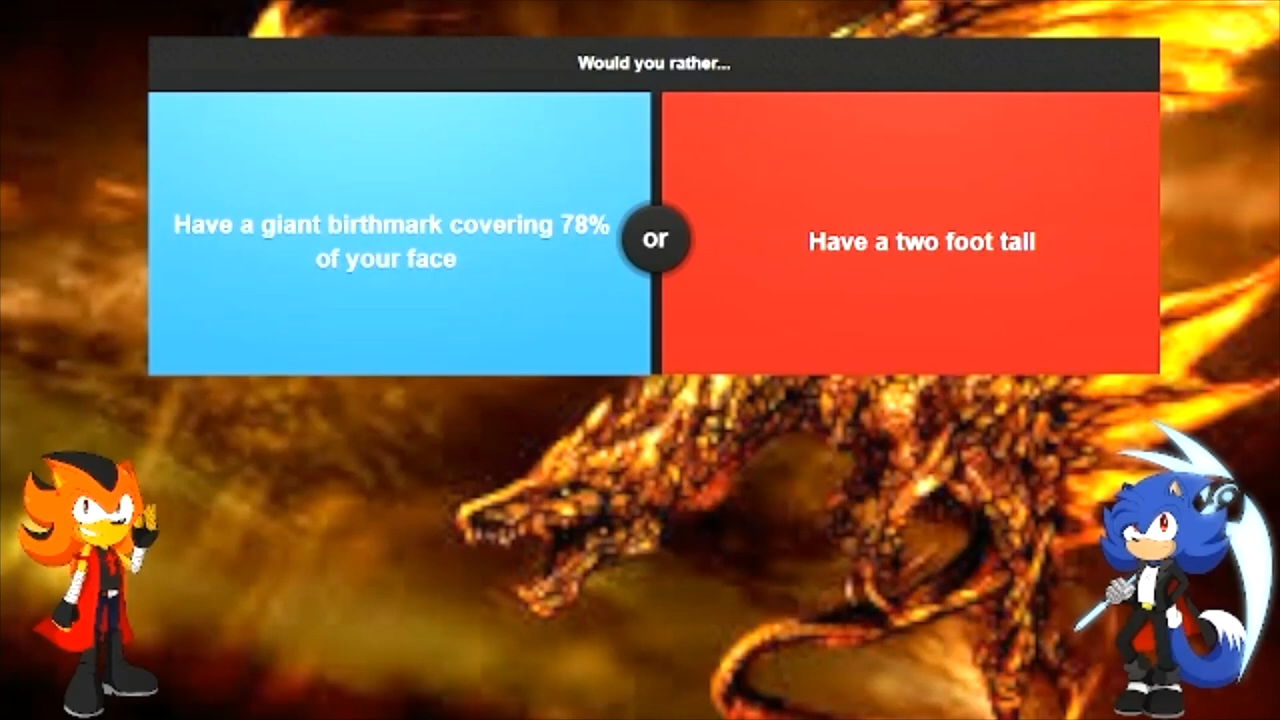 Would you rather...
Have a giant birthmark covering 78%
of your face
or
Have a two foot tall